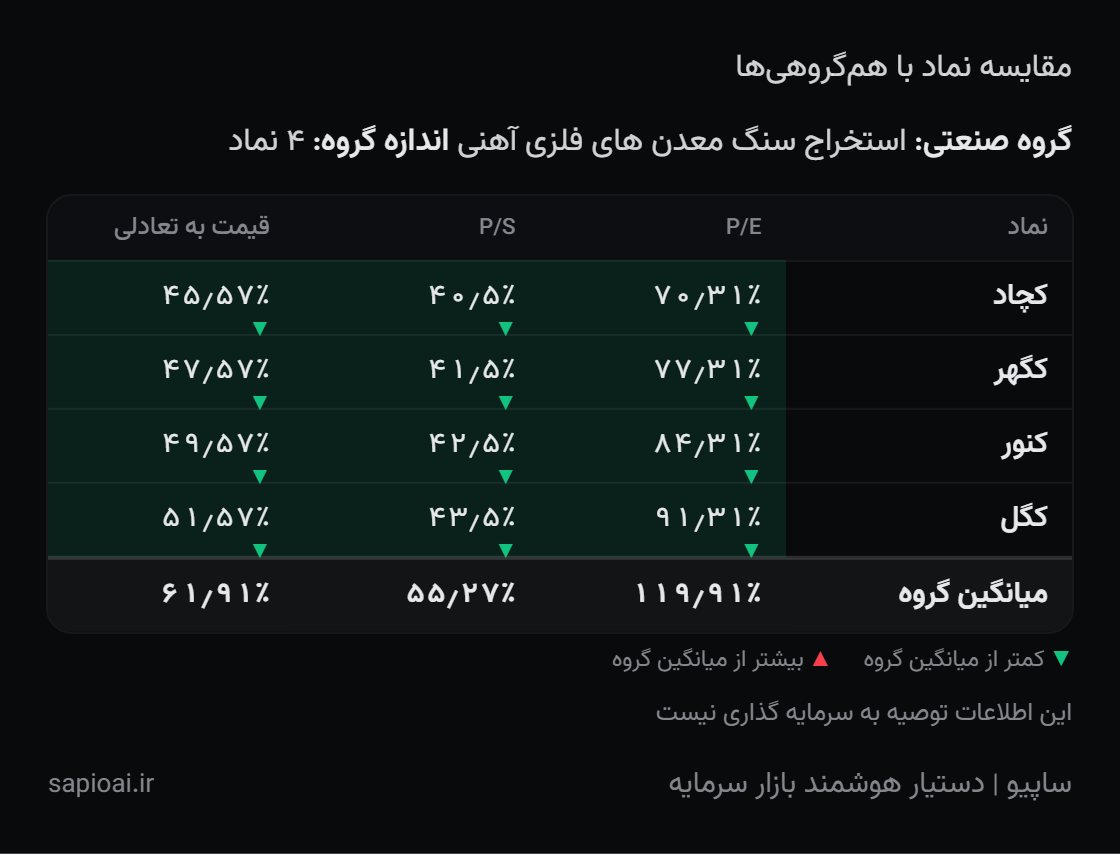 مقایسه نماد با هم‌گروهی‌ها
گروه صنعتی: استخراج سنگ معدن های فلزی آهنی اندازه گروه: ۴ نماد
نماد P/E P/S قیمت به تعادلی
کچاد ۷۰٫۳۱٪ ۴۰٫۵٪ ۴۵٫۵۷٪
▼ ▼ ▼
کگهر ۷۷٫۳۱٪ ۴۱٫۵٪ ۴۷٫۵۷٪
▼ ▼ ▼
کنور ۸۴٫۳۱٪ ۴۲٫۵٪ ۴۹٫۵۷٪
▼ ▼ ▼
کگل ۹۱٫۳۱٪ ۴۳٫۵٪ ۵۱٫۵۷٪
▼ ▼ ▼
میانگین گروه ۱۱۹٫۹۱٪ ۵۵٫۲۷٪ ۶۱٫۹۱٪
▼ کمتر از میانگین گروه ▲ بیشتر از میانگین گروه
این اطلاعات توصیه به سرمایه گذاری نیست
ساپیو | دستیار هوشمند بازار سرمایه sapioai.ir